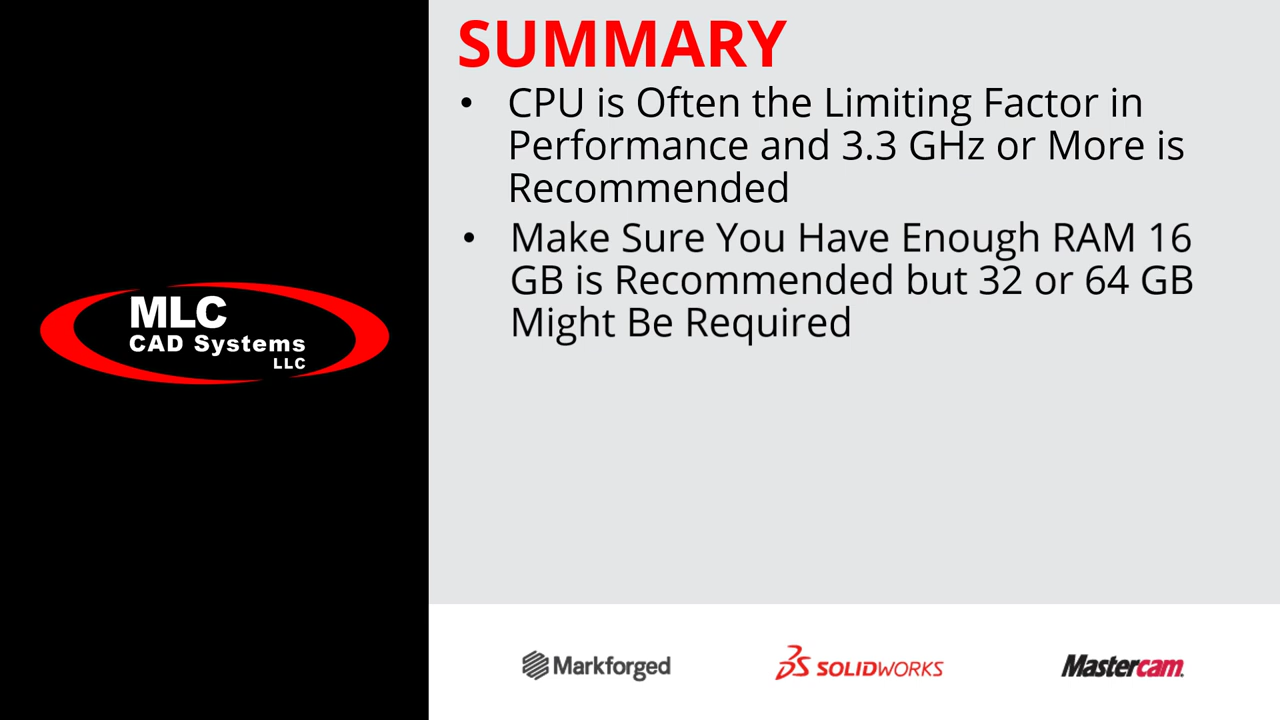 SUMMARY
• CPU is Often the Limiting Factor in
Performance and 3.3 GHz or More is
Recommended
• Make Sure You Have Enough RAM 16
GB is Recommended but 32 or 64 GB
Might Be Required
MLC
CAD Systems
LLC
Markforged
SOLIDWORKS
Mastercam.